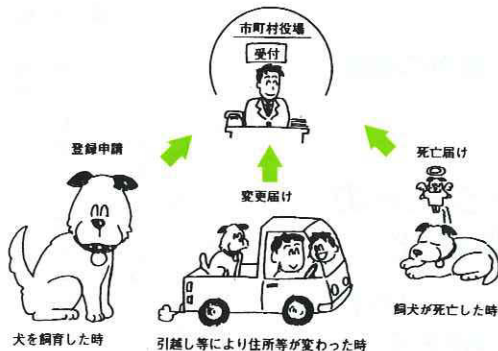 市町村役場
受付
登録申請
変更届け
死亡届け
犬を飼育した時
引越し等により住所等が変わった時
飼犬が死亡した時